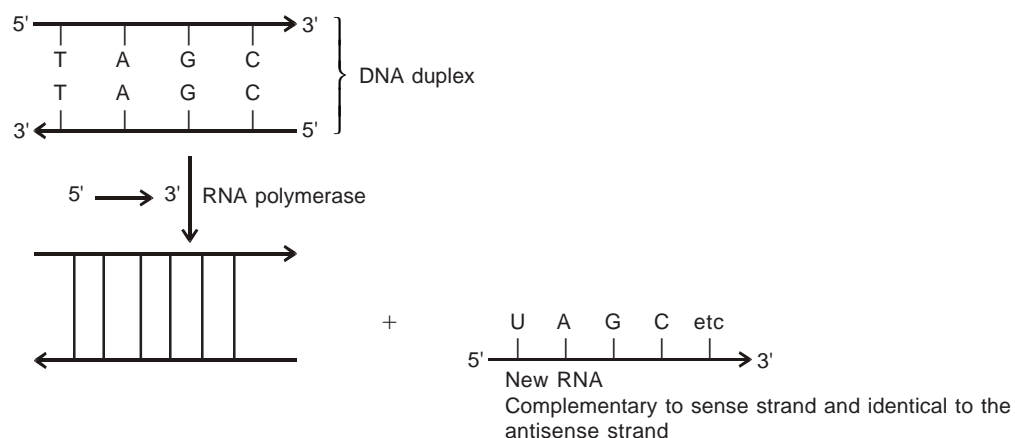 5' 3'
T A G C
DNA duplex
T A G C
3' 5'
5' 3' RNA polymerase
+
U A G C etc
5' 3'
New RNA
Complementary to sense strand and identical to the
antisense strand